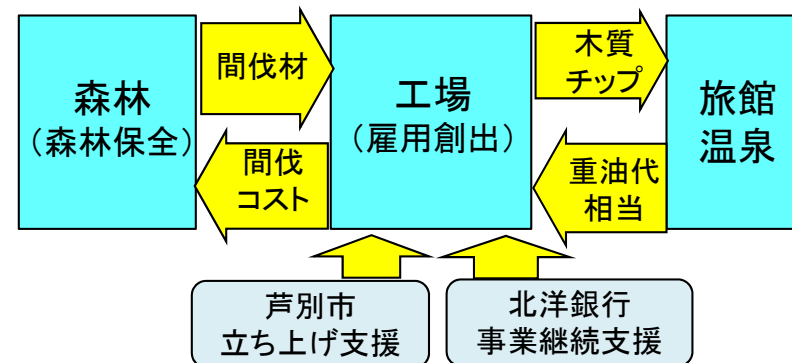 森林
（森林保全）
間伐材
間伐
コスト
工場
（雇用創出）
木質
チップ
重油代
相当
旅館
温泉
芦別市
立ち上げ支援
北洋銀行
事業継続支援